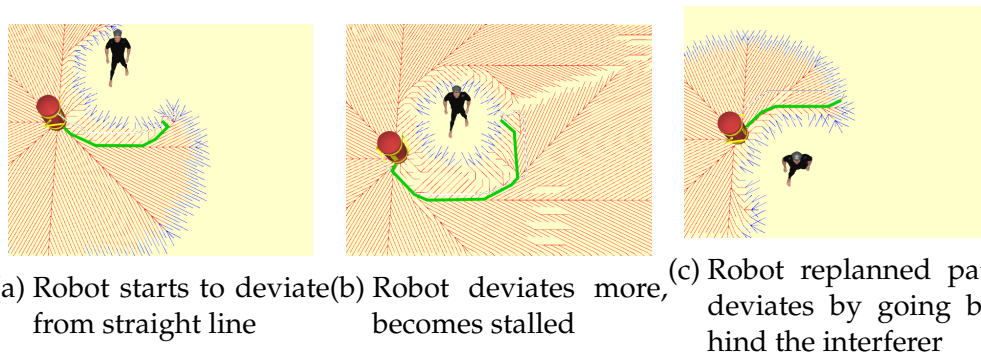 a) Robot starts to deviate
from straight line
(b) Robot deviates more,
becomes stalled
(c) Robot replanned pa
deviates by going b
hind the interferer